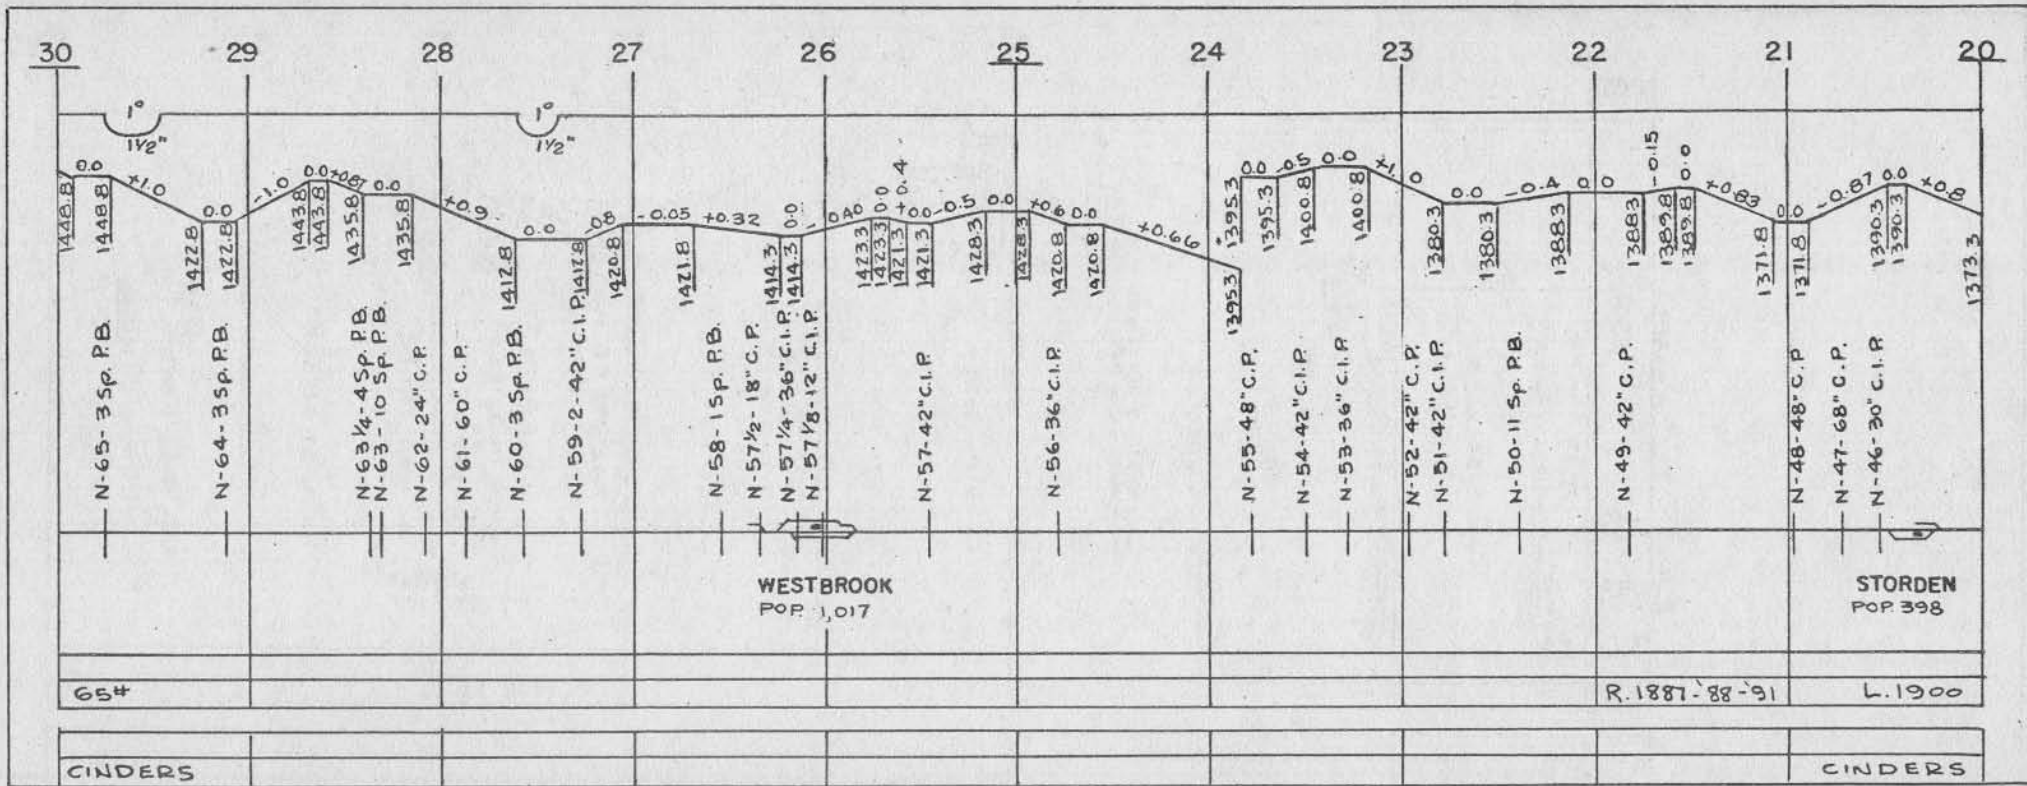 30 29 28 27 26 25 24 23 22 21 20
1° 1°
1½" 1½"
0.0 +1.0 0.0 -1.0 0.0 +0.87 0.0 +0.9 0.0 -0.8 -0.05 +0.32 0.0 0.0 +0.4 0.0 -0.5 0.0 +0.6 0.0 +0.66 0.0 -0.5 0.0 +1.0 0.0 -0.4 0.0 -0.15 0.0 +0.83 0.0 -0.87 0.0 +0.8
1448.8 1448.8 1422.8 1422.8 1443.8 1443.8 1435.8 1435.8 1412.8 1412.8 1420.8 1421.8 1414.3 1414.3 1423.3 1423.3 1421.3 1421.3 1428.3 1428.3 1420.8 1420.8 1395.3 1395.3 1395.3 1400.8 1400.8 1380.3 1380.3 1388.3 1388.3 1389.8 1389.8 1371.8 1371.8 1390.3 1390.3 1373.3
N-65-3 Sp. P.B.
N-64-3 Sp. P.B.
N-63¼-4 Sp. P.B.
N-63-10 Sp. P.B.
N-62-24" C.P.
N-61-60" C.P.
N-60-3 Sp. P.B.
N-59-2-42" C.I.P.
N-58-1 Sp. P.B.
N-57½-18" C.P.
N-57¼-36" C.I.P.
N-57⅛-12" C.I.P.
N-57-42" C.I.P.
N-56-36" C.I.P.
N-55-48" C.P.
N-54-42" C.I.P.
N-53-36" C.I.P.
N-52-42" C.P.
N-51-42" C.I.P.
N-50-11 Sp. P.B.
N-49-42" C.P.
N-48-48" C.P.
N-47-68" C.P.
N-46-30" C.I.P.
WESTBROOK
POP. 1,017
STORDEN
POP. 398
65#
R. 1887-'88-'91
L. 1900
CINDERS
CINDERS